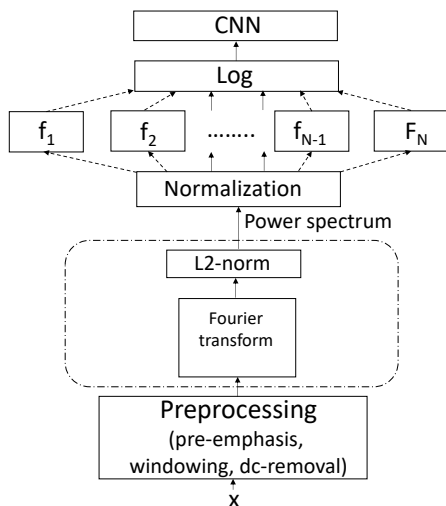 CNN
Log
f1 f2 ........ fN-1 FN
Normalization
Power spectrum
L2-norm
Fourier
transform
Preprocessing
(pre-emphasis,
windowing, dc-removal)
x